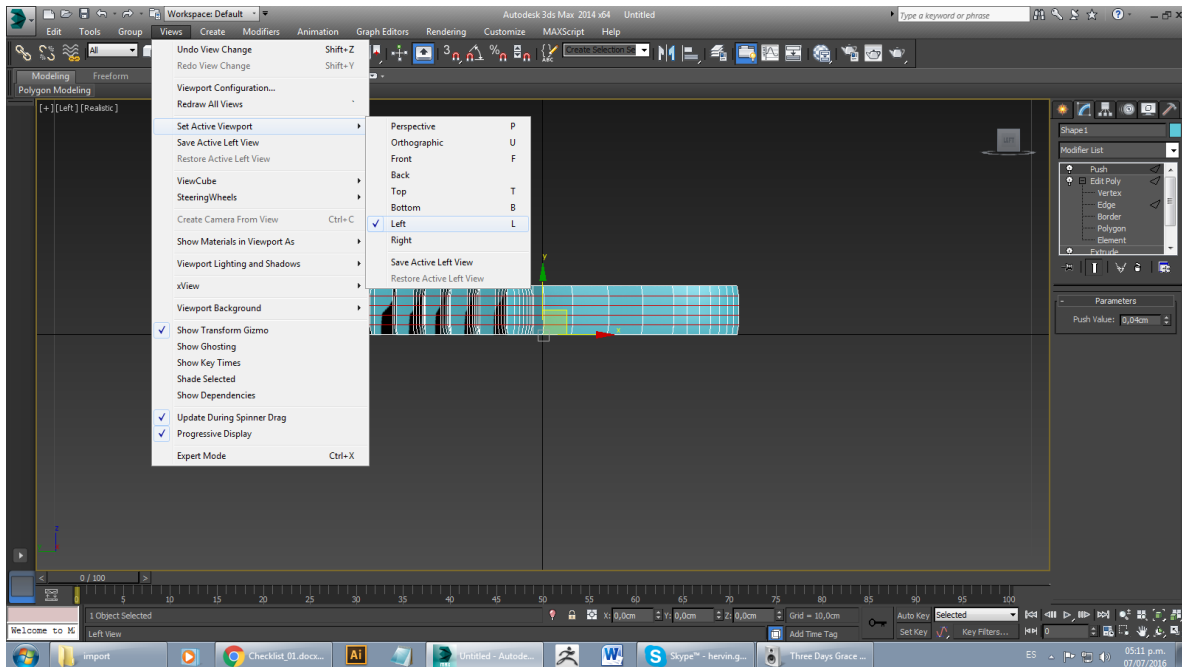 Workspace: Default
Autodesk 3ds Max 2014 x64 Untitled
Type a keyword or phrase
Edit Tools Group Views Create Modifiers Animation Graph Editors Rendering Customize MAXScript Help
All
Create Selection Se
Modeling Freeform
Polygon Modeling
[+] [Left] [Realistic]
Undo View Change Shift+Z
Redo View Change Shift+Y
Viewport Configuration...
Redraw All Views `
Set Active Viewport
Save Active Left View
Restore Active Left View
ViewCube
SteeringWheels
Create Camera From View Ctrl+C
Show Materials in Viewport As
Viewport Lighting and Shadows
xView
Viewport Background
Show Transform Gizmo
Show Ghosting
Show Key Times
Shade Selected
Show Dependencies
Update During Spinner Drag
Progressive Display
Expert Mode Ctrl+X
Perspective P
Orthographic U
Front F
Back
Top T
Bottom B
Left L
Right
Save Active Left View
Restore Active Left View
y
x
z
LEFT
Shape1
Modifier List
Push
Edit Poly
Vertex
Edge
Border
Polygon
Element
Extrude
- Parameters
Push Value: 0,04cm
< 0 / 100 >
0 5 10 15 20 25 30 35 40 45 50 55 60 65 70 75 80 85 90 95 100
1 Object Selected
X: 0,0cm Y: 0,0cm Z: 0,0cm Grid = 10,0cm
Auto Key Selected
Welcome to M
Left View
Add Time Tag
Set Key Key Filters...
0
import
Checklist_01.docx...
Ai
Untitled - Autode...
W
Skype™ - hervin.g...
Three Days Grace ...
ES
05:11 p.m.
07/07/2016